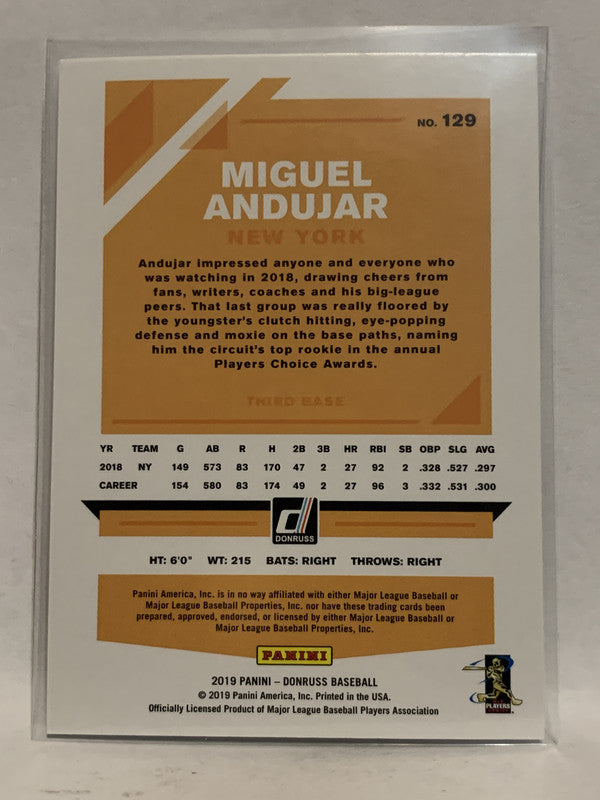 NO. 129
MIGUEL
ANDUJAR
NEW YORK
Andujar impressed anyone and everyone who
was watching in 2018, drawing cheers from
fans, writers, coaches and his big-league
peers. That last group was really floored by
the youngster's clutch hitting, eye-popping
defense and moxie on the base paths, naming
him the circuit's top rookie in the annual
Players Choice Awards.
THIRD BASE
YR TEAM G AB R H 2B 3B HR RBI SB OBP SLG AVG
2018 NY 149 573 83 170 47 2 27 92 2 .328 .527 .297
CAREER 154 580 83 174 49 2 27 96 3 .332 .531 .300
DONRUSS
HT: 6'0" WT: 215 BATS: RIGHT THROWS: RIGHT
Panini America, Inc. is in no way affiliated with either Major League Baseball or
Major League Baseball Properties, Inc. nor have these trading cards been
prepared, approved, endorsed, or licensed by either Major League Baseball or
Major League Baseball Properties, Inc.
PANINI
2019 PANINI – DONRUSS BASEBALL
© 2019 Panini America, Inc. Printed in the USA.
Officially Licensed Product of Major League Baseball Players Association
PLAYERS